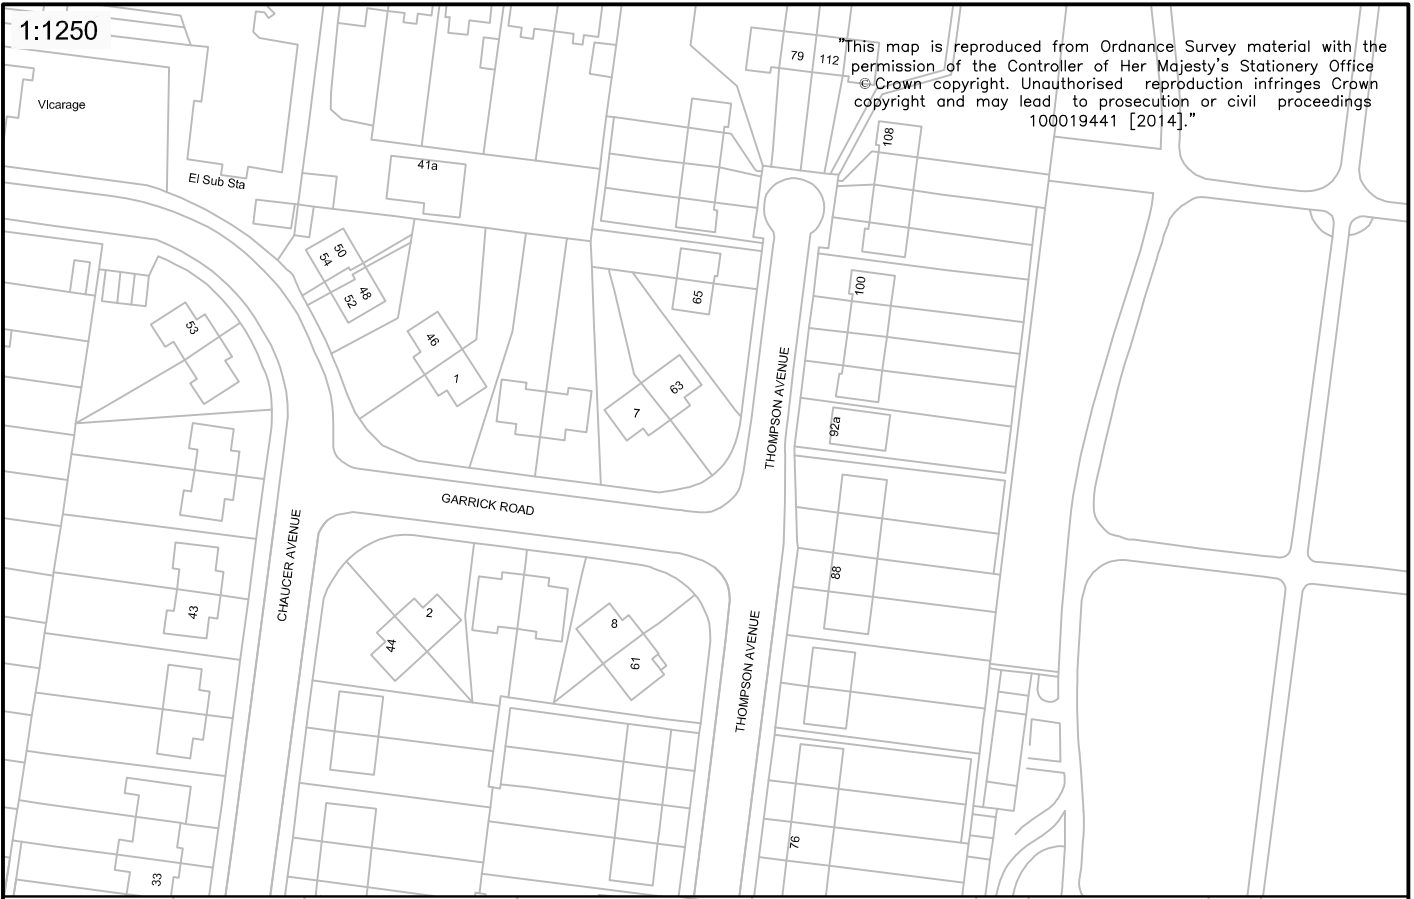 1:1250
"This map is reproduced from Ordnance Survey material with the
permission of the Controller of Her Majesty's Stationery Office
© Crown copyright. Unauthorised reproduction infringes Crown
copyright and may lead to prosecution or civil proceedings
100019441 [2014]."
79
112
Vicarage
108
41a
El Sub Sta
50
54
48
52
100
65
53
46
1
63
7
92a
THOMPSON AVENUE
GARRICK ROAD
CHAUCER AVENUE
88
43
2
44
8
61
THOMPSON AVENUE
76
33